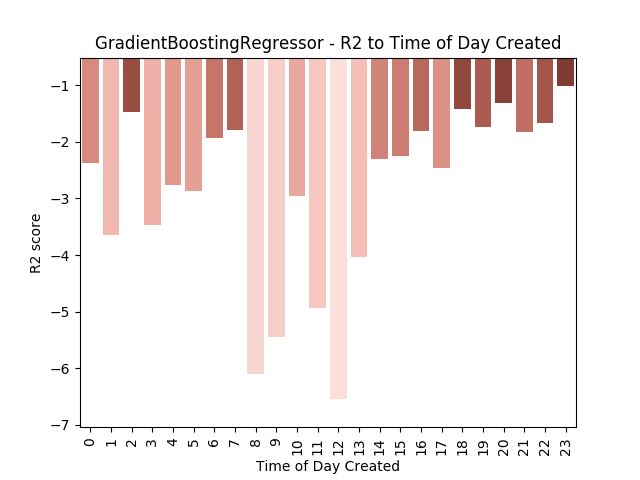 GradientBoostingRegressor - R2 to Time of Day Created
−1
−2
−3
−4
−5
−6
−7
R2 score
0 1 2 3 4 5 6 7 8 9 10 11 12 13 14 15 16 17 18 19 20 21 22 23
Time of Day Created